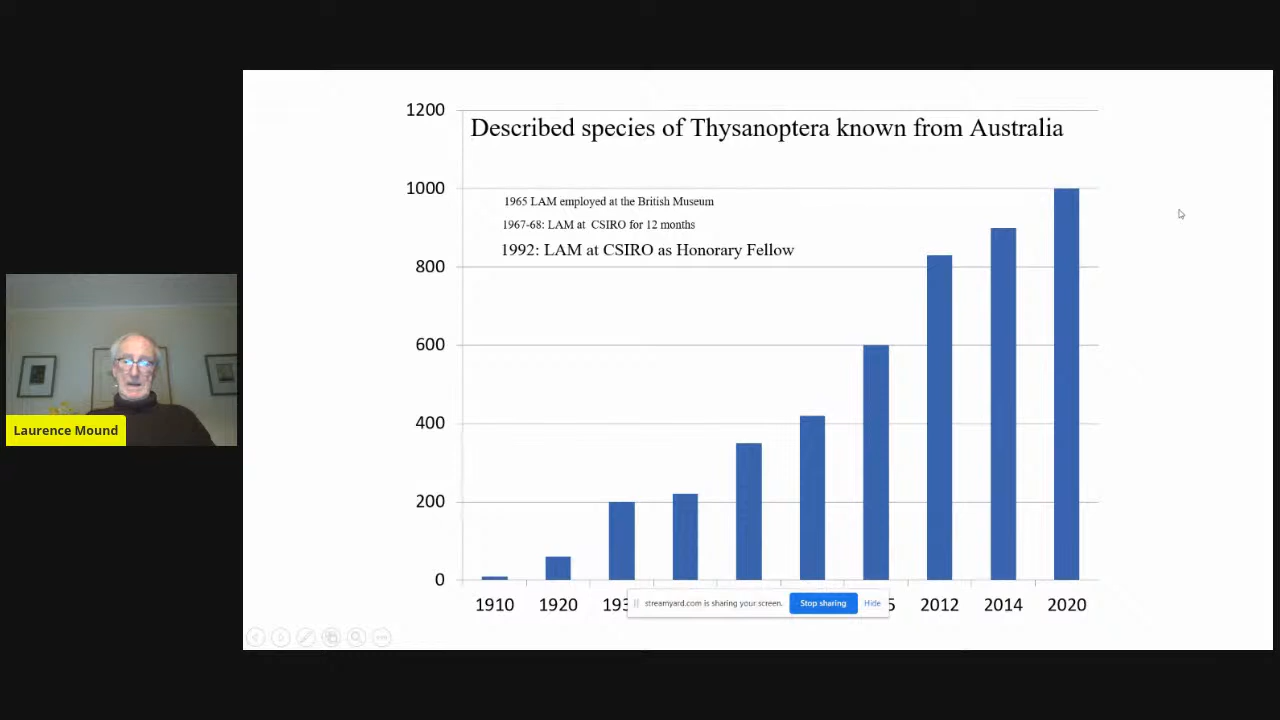 1200
Described species of Thysanoptera known from Australia
1000
1965 LAM employed at the British Museum
1967-68: LAM at CSIRO for 12 months
1992: LAM at CSIRO as Honorary Fellow
800
600
400
200
0
Laurence Mound
streamyard.com is sharing your screen.
Stop sharing
Hide
1910 1920 2012 2014 2020